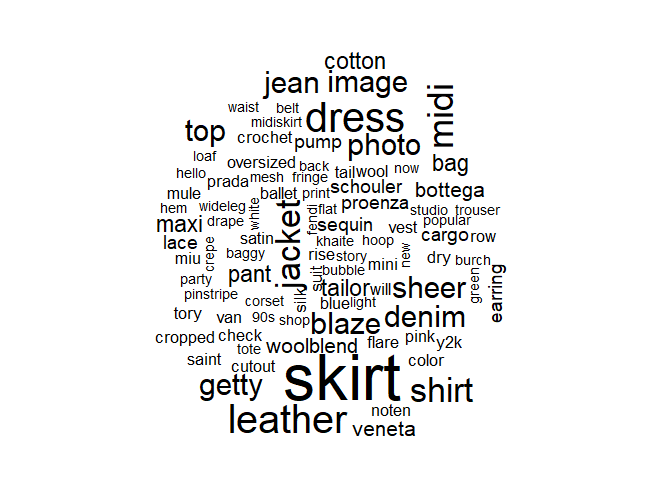 cotton
jean image
midi
waist belt
dress
midiskirt
top crochet pump photo
loaf oversized back tailwool now bag
hello mesh fringe
prada schouler
mule ballet print bottega
hem wideleg white jacket fendi flat proenza studio trouser
maxi drape sequin vest popular
lace crepe satin khaite hoop cargo row
miu baggy suit rise story new dry burch
party pant bubble mini green earring
pinstripe silk tailor will sheer
corset blue light
tory van 90s shop blaze denim
cropped check woolblend flare pink y2k
tote
saint cutout color
getty skirt shirt
leather noten
veneta